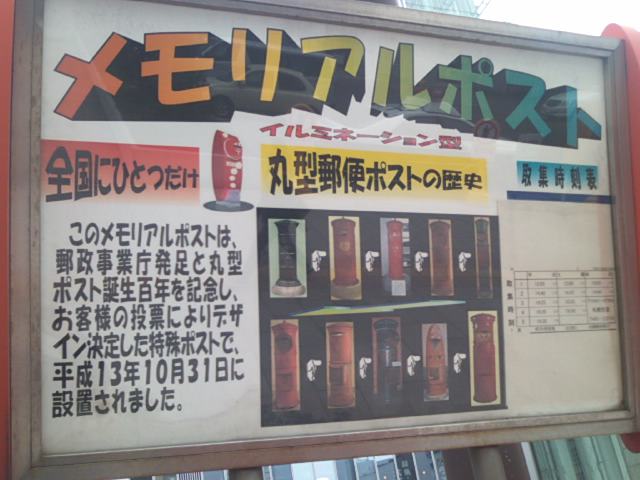 メモリアルポスト
イルミネーション型
全国にひとつだけ
丸型郵便ポストの歴史
取集時刻表
このメモリアルポストは、
郵政事業庁発足と丸型
ポスト誕生百年を記念し、
お客様の投票によりデザ
イン決定した特殊ポストで、
平成13年10月31日に
設置されました。
取集時刻